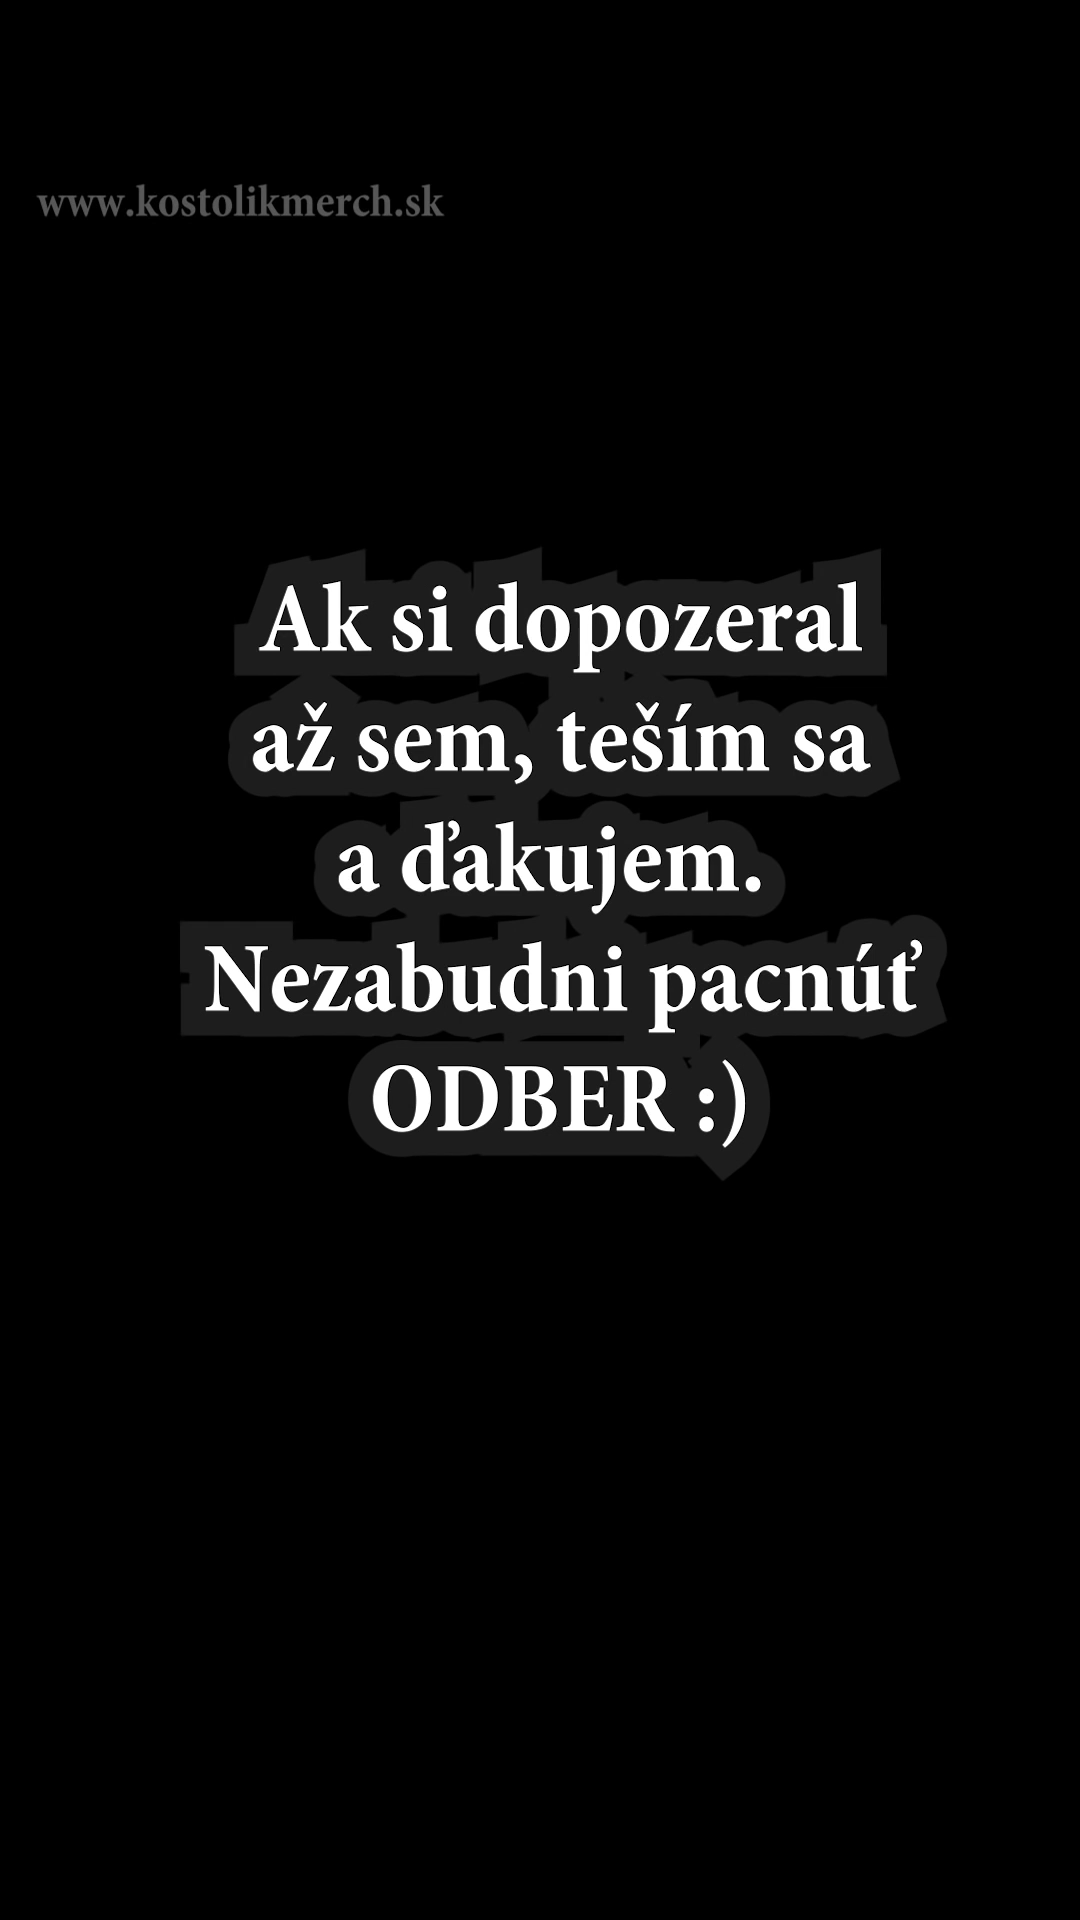 www.kostolikmerch.sk
Ak si dopozeral
až sem, teším sa
a ďakujem.
Nezabudni pacnúť
ODBER :)